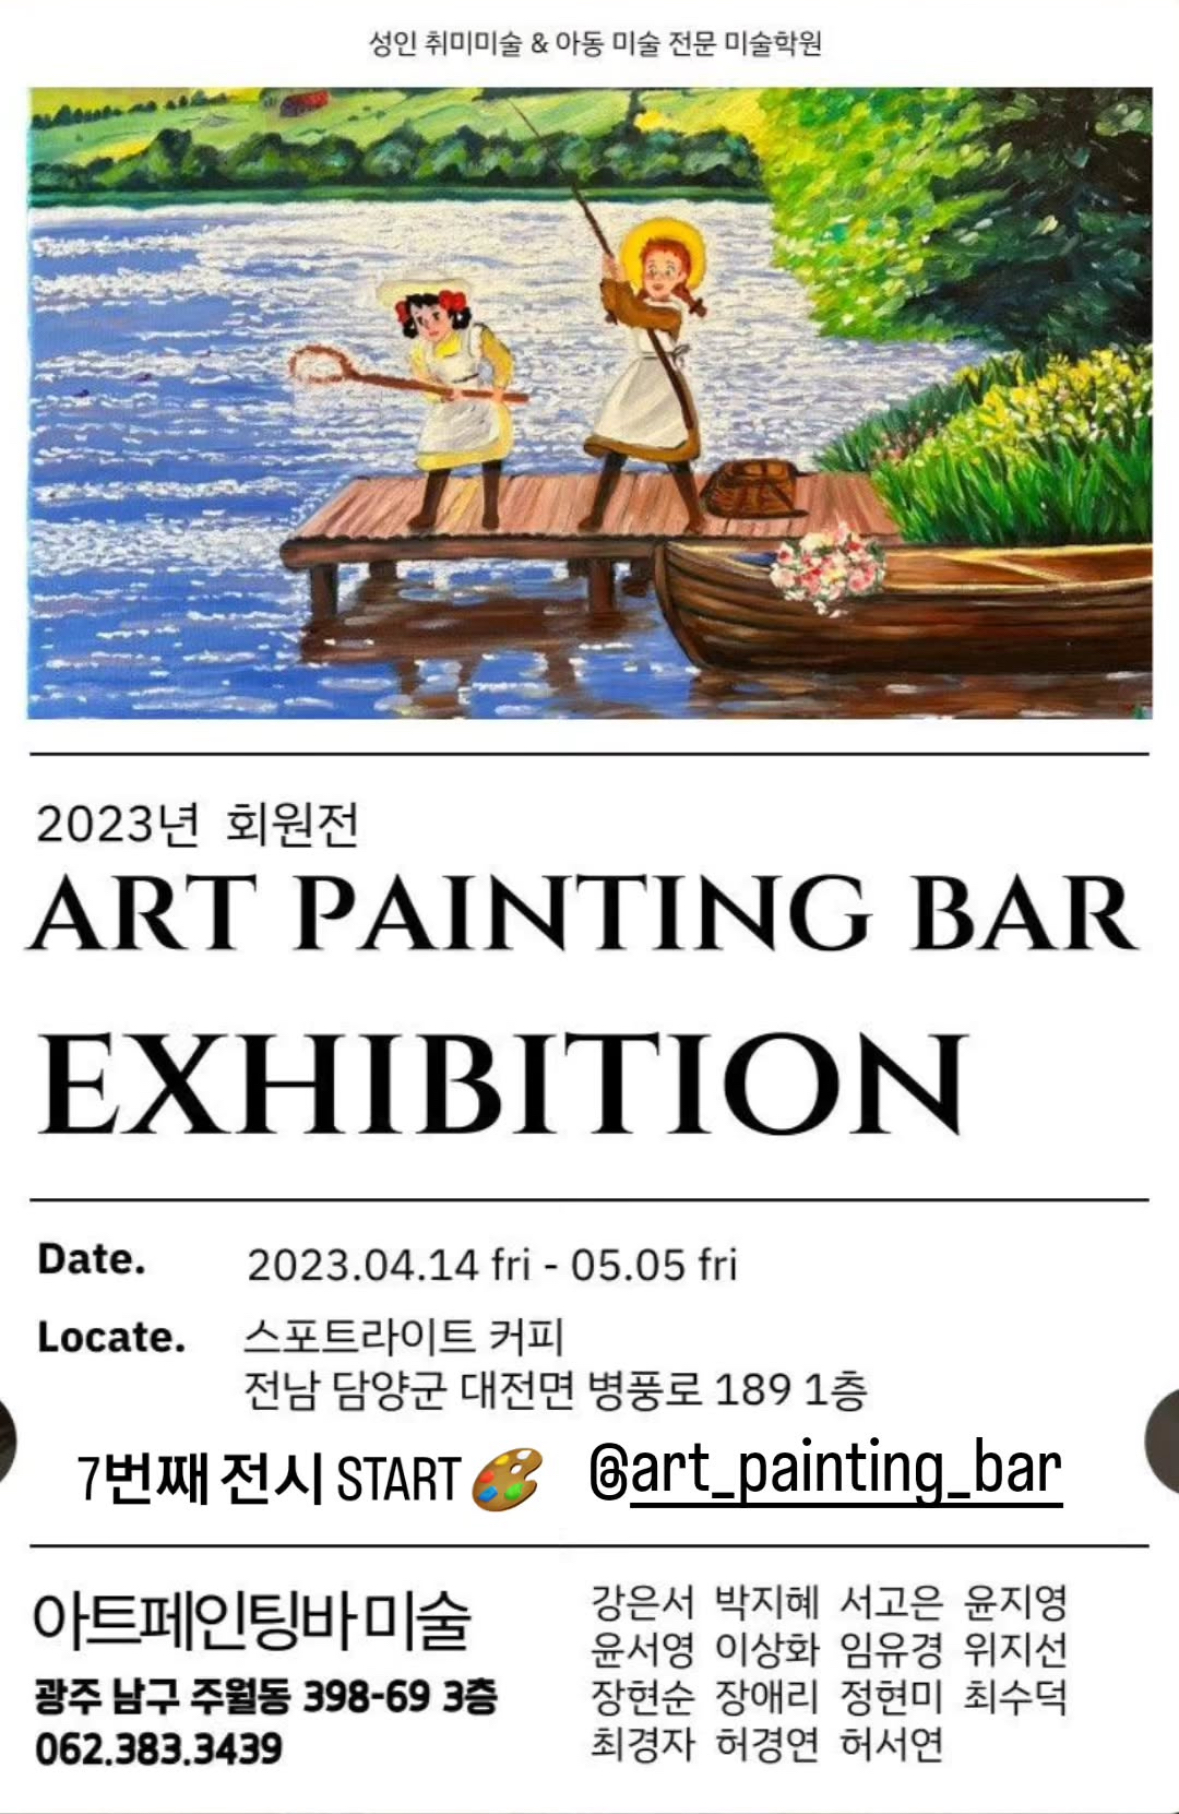 성인 취미미술 & 아동 미술 전문 미술학원
2023년 회원전
ART PAINTING BAR
EXHIBITION
Date. 2023.04.14 fri - 05.05 fri
Locate. 스포트라이트 커피
전남 담양군 대전면 병풍로 189 1층
7번째 전시 START🎨 @art_painting_bar
아트페인팅바 미술
광주 남구 주월동 398-69 3층
062.383.3439
강은서 박지혜 서고은 윤지영
윤서영 이상화 임유경 위지선
장현순 장애리 정현미 최수덕
최경자 허경연 허서연